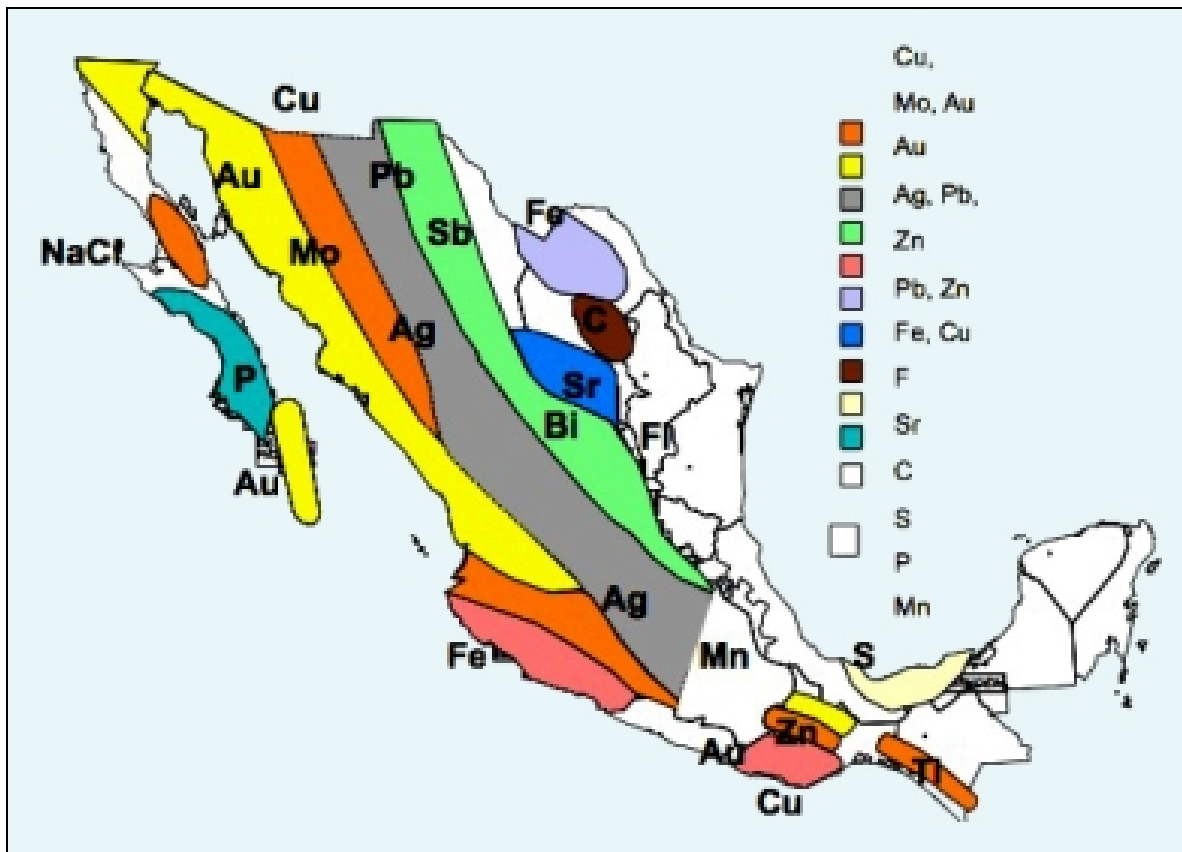 Cu,
Cu
Mo, Au
Au
Au
Pb
Ag, Pb,
Fe
Sb
Zn
NaCl
Mo
Pb, Zn
C
Ag
Fe, Cu
P
Sr
F
Bi
Fl
Sr
Au
C
S
P
Ag
Mn
Fe
Mn
S
Zn
Au
Tl
Cu